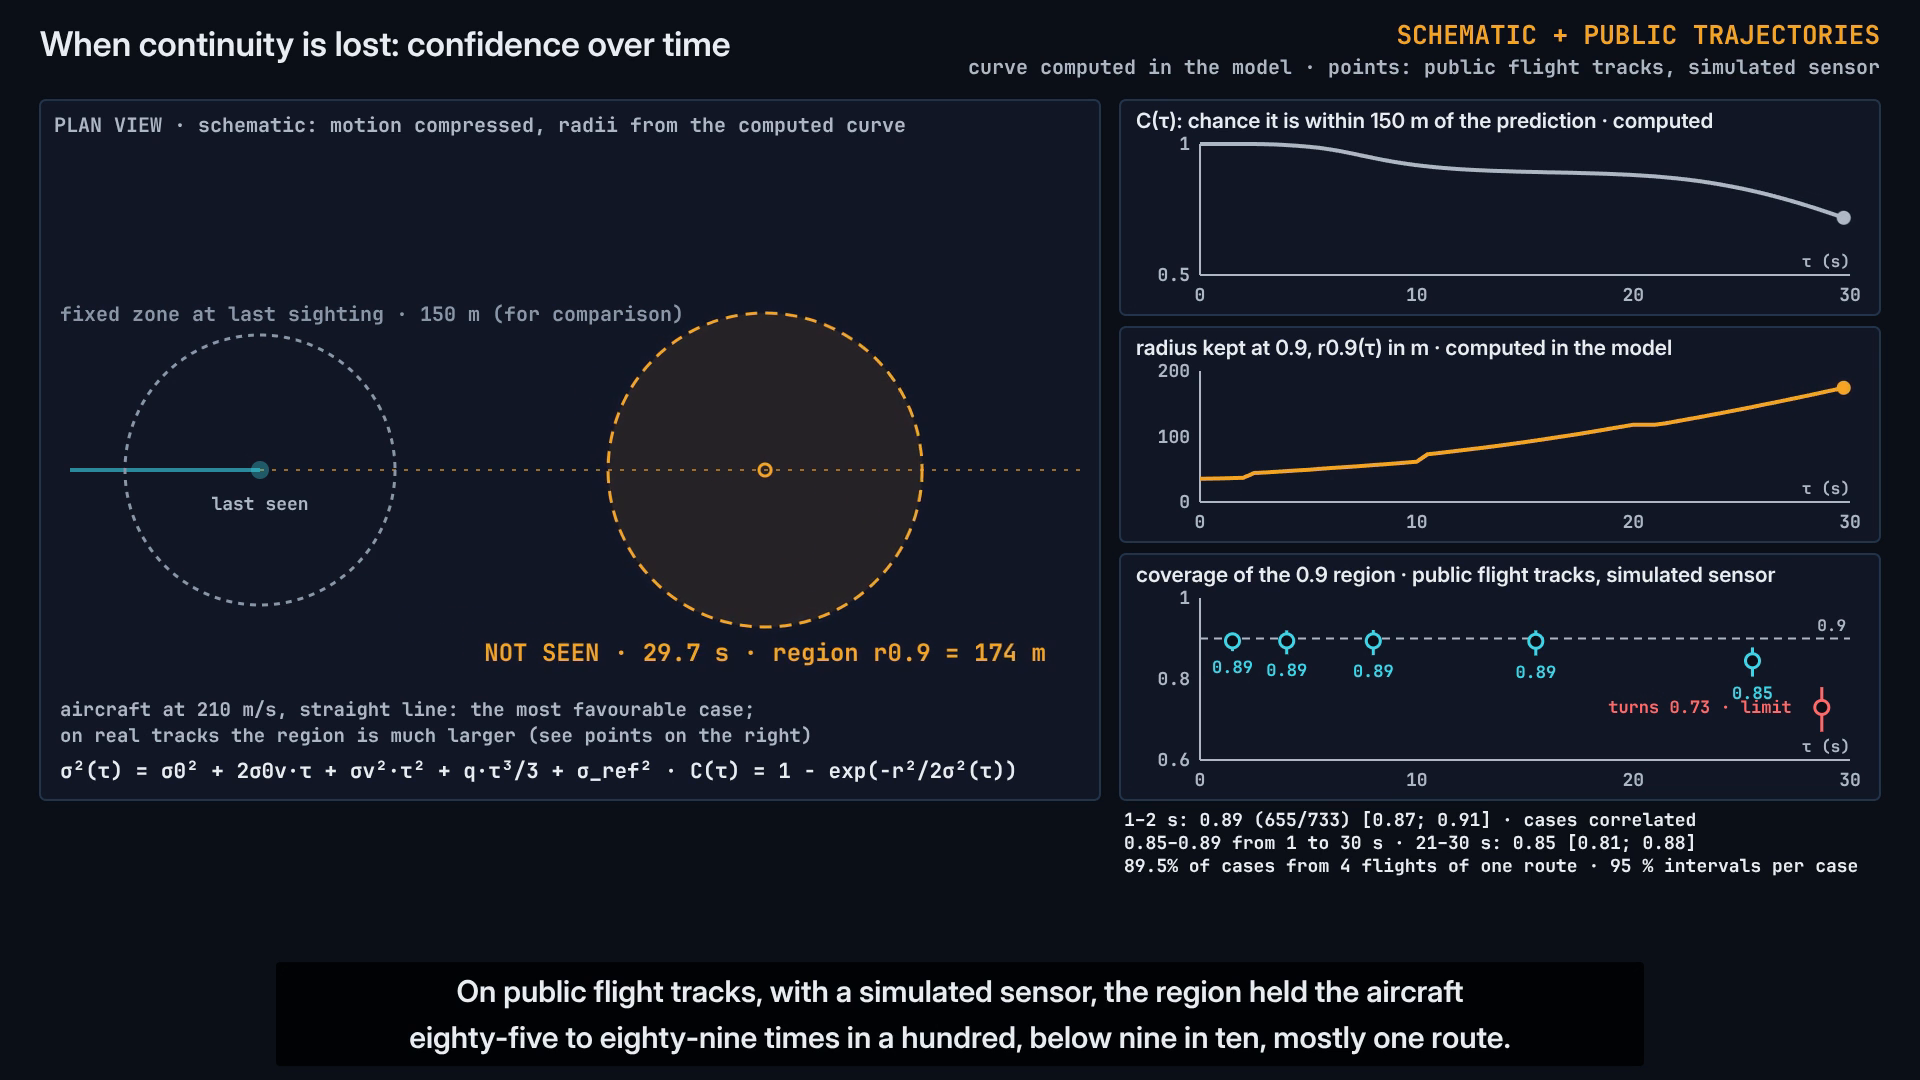 When continuity is lost: confidence over time
SCHEMATIC + PUBLIC TRAJECTORIES
curve computed in the model · points: public flight tracks, simulated sensor
PLAN VIEW · schematic: motion compressed, radii from the computed curve
fixed zone at last sighting · 150 m (for comparison)
last seen
NOT SEEN · 29.7 s · region r0.9 = 174 m
aircraft at 210 m/s, straight line: the most favourable case;
on real tracks the region is much larger (see points on the right)
σ²(τ) = σ0² + 2σ0v·τ + σv²·τ² + q·τ³/3 + σ_ref² · C(τ) = 1 - exp(-r²/2σ²(τ))
C(τ): chance it is within 150 m of the prediction · computed
1
0.5
τ (s)
0 10 20 30
radius kept at 0.9, r0.9(τ) in m · computed in the model
200
100
0
τ (s)
0 10 20 30
coverage of the 0.9 region · public flight tracks, simulated sensor
1
0.9
0.89 0.89 0.89 0.89
0.8
0.85
turns 0.73 · limit
τ (s)
0.6
0 10 20 30
1–2 s: 0.89 (655/733) [0.87; 0.91] · cases correlated
0.85–0.89 from 1 to 30 s · 21–30 s: 0.85 [0.81; 0.88]
89.5% of cases from 4 flights of one route · 95 % intervals per case
On public flight tracks, with a simulated sensor, the region held the aircraft
eighty-five to eighty-nine times in a hundred, below nine in ten, mostly one route.